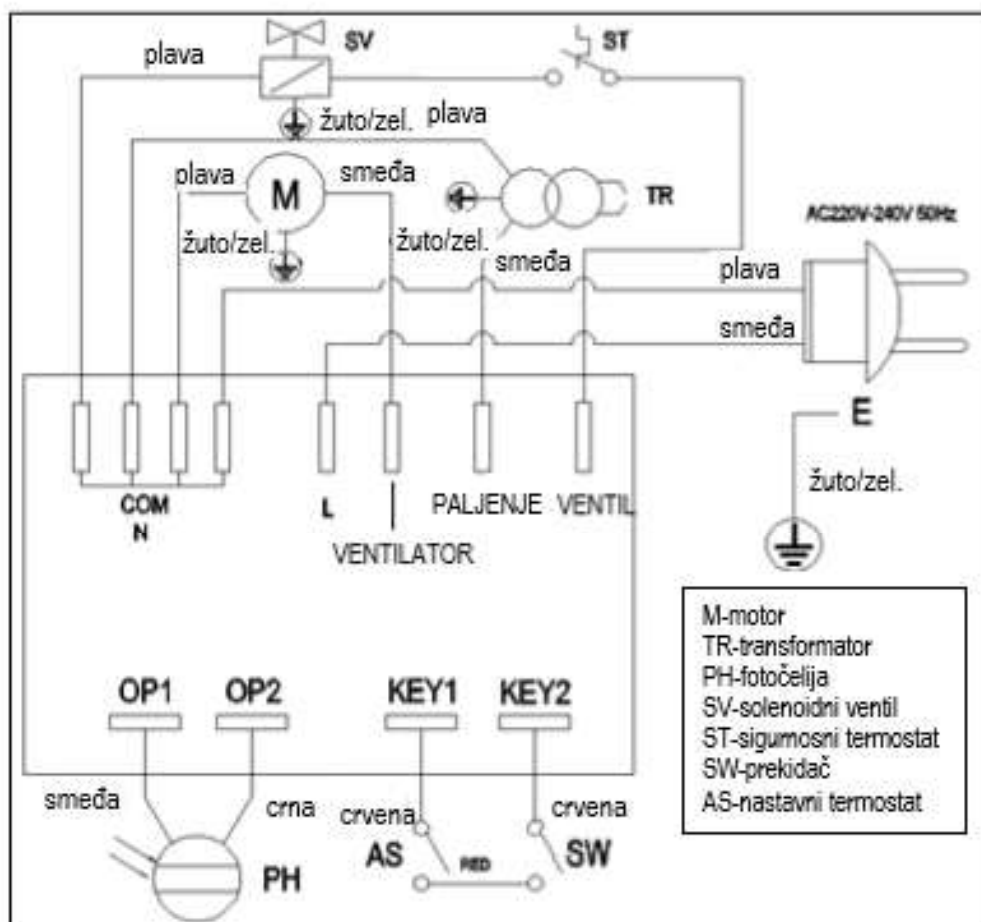 SV
ST
plava
žuto/zel.
plava
plava
M
smeđa
TR
AC220V-240V 50Hz
žuto/zel.
žuto/zel.
smeđa
plava
smeđa
E
COM
N
L
PALJENJE
VENTIL
VENTILATOR
žuto/zel.
M-motor
TR-transformator
PH-fotočelija
SV-solenoidni ventil
ST-sigurnosni termostat
SW-prekidač
AS-nastavni termostat
OP1
OP2
KEY1
KEY2
smeđa
crna
crvena
crvena
PH
AS
RED
SW